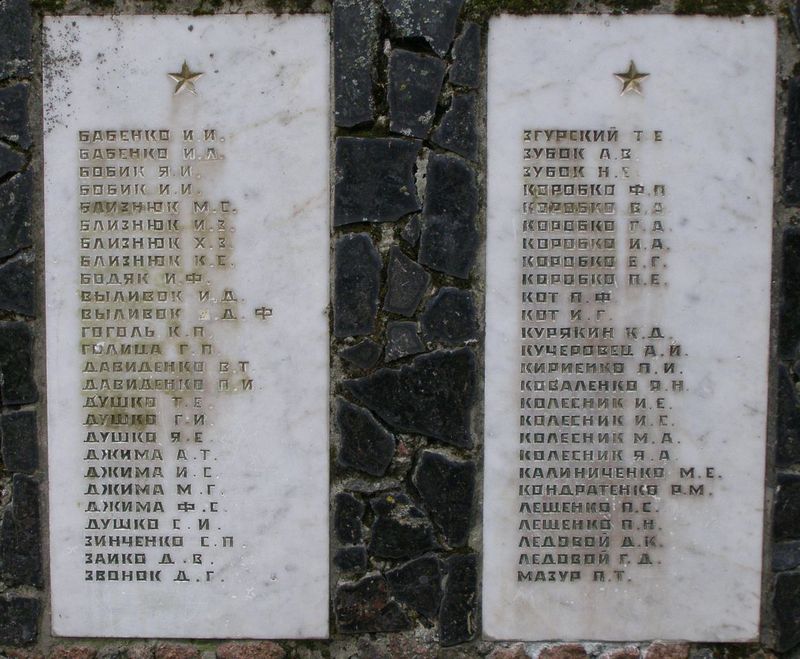 БАБЕНКО И.И.
БАБЕНКО И.Л.
БОБИК Я.И.
БОБИК И.И.
БЛИЗНЮК М.С.
БЛИЗНЮК И.З.
БЛИЗНЮК Х.З.
БЛИЗНЮК К.Е.
БОДЯК И.Ф.
ВЫЛИВОК И.Д.
ВЫЛИВОК .Д.Ф
ГОГОЛЬ К.П.
ГОЛИЦА Г.П.
ДАВИДЕНКО В.Т.
ДАВИДЕНКО П.И.
ДУШКО Т.Е.
ДУШКО Г.И.
ДУШКО Я.Е.
ДЖИМА А.Т.
ДЖИМА И.С.
ДЖИМА М.Г.
ДЖИМА Ф.С.
ДУШКО С.И.
ЗИНЧЕНКО С.П
ЗАИКО Д.В.
ЗВОНОК Д.Г.
ЗГУРСКИЙ Т.Е
ЗУБОК А.В.
ЗУБОК Н.Е.
КОРОБКО Ф.П
КОРОБКО В.А
КОРОБКО Г.А.
КОРОБКО И.А.
КОРОБКО Е.Г.
КОРОБКО П.Е.
КОТ П.Ф
КОТ И.Г.
КУРЯКИН К.Д.
КУЧЕРОВЕЦ А.И.
КИРИЕНКО П.И.
КОВАЛЕНКО Я.Н.
КОЛЕСНИК И.Е.
КОЛЕСНИК И.С.
КОЛЕСНИК М.А.
КОЛЕСНИК Я.А.
КАЛИНИЧЕНКО М.Е.
КОНДРАТЕНКО Р.М.
ЛЕЩЕНКО П.С.
ЛЕЩЕНКО П.Н.
ЛЕДОВОЙ Д.К.
ЛЕДОВОЙ Г.Д.
МАЗУР П.Т.